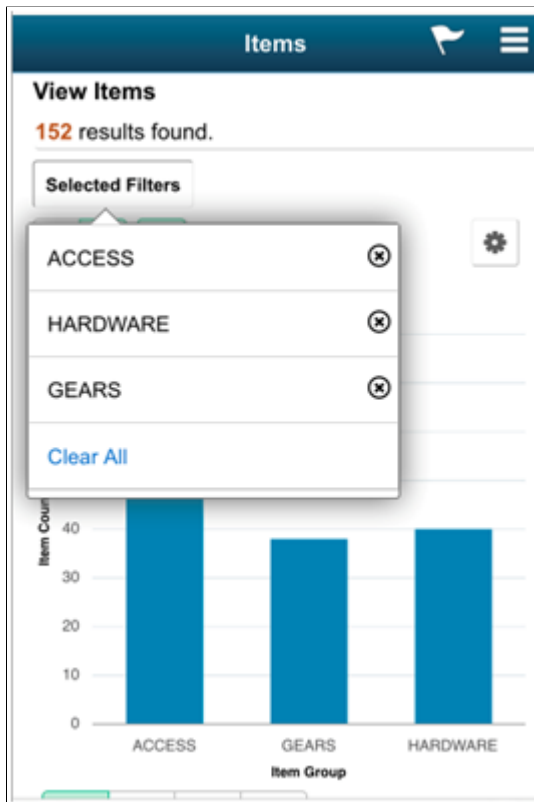 Items
View Items
152 results found.
Selected Filters
ACCESS
HARDWARE
GEARS
Clear All
40
30
20
10
0
ACCESS GEARS HARDWARE
Item Group